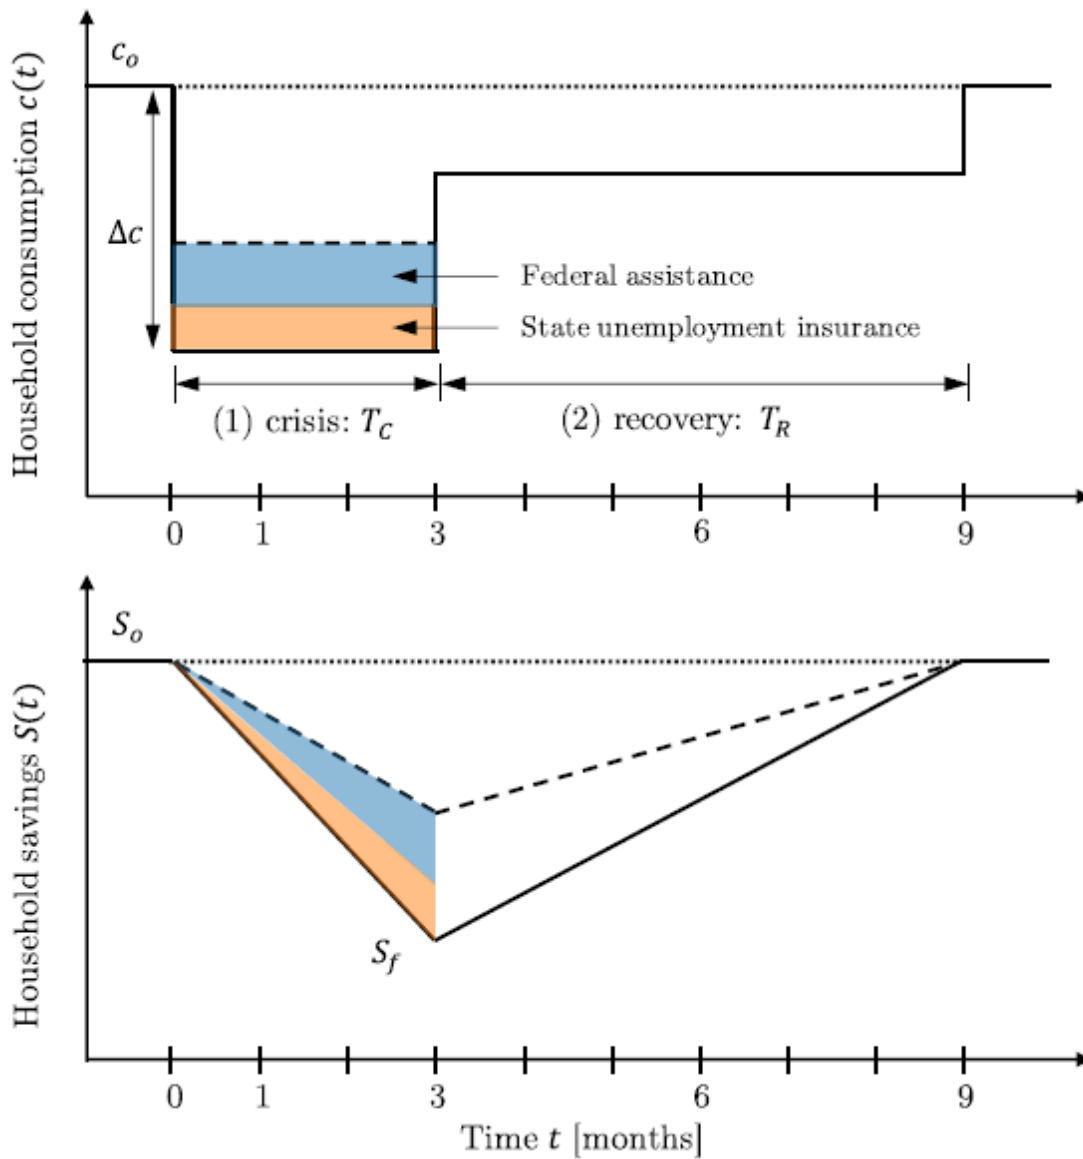 Household consumption c(t)
c_o
Δc
Federal assistance
State unemployment insurance
(1) crisis: T_C
(2) recovery: T_R
0 1 3 6 9
Household savings S(t)
S_o
S_f
0 1 3 6 9
Time t [months]